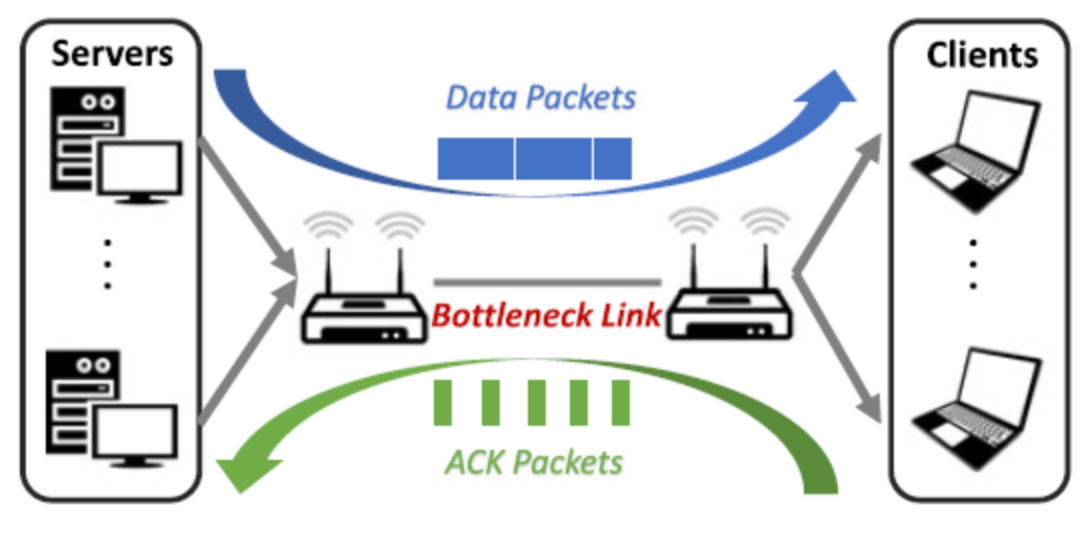 Servers
Clients
Data Packets
Bottleneck Link
ACK Packets